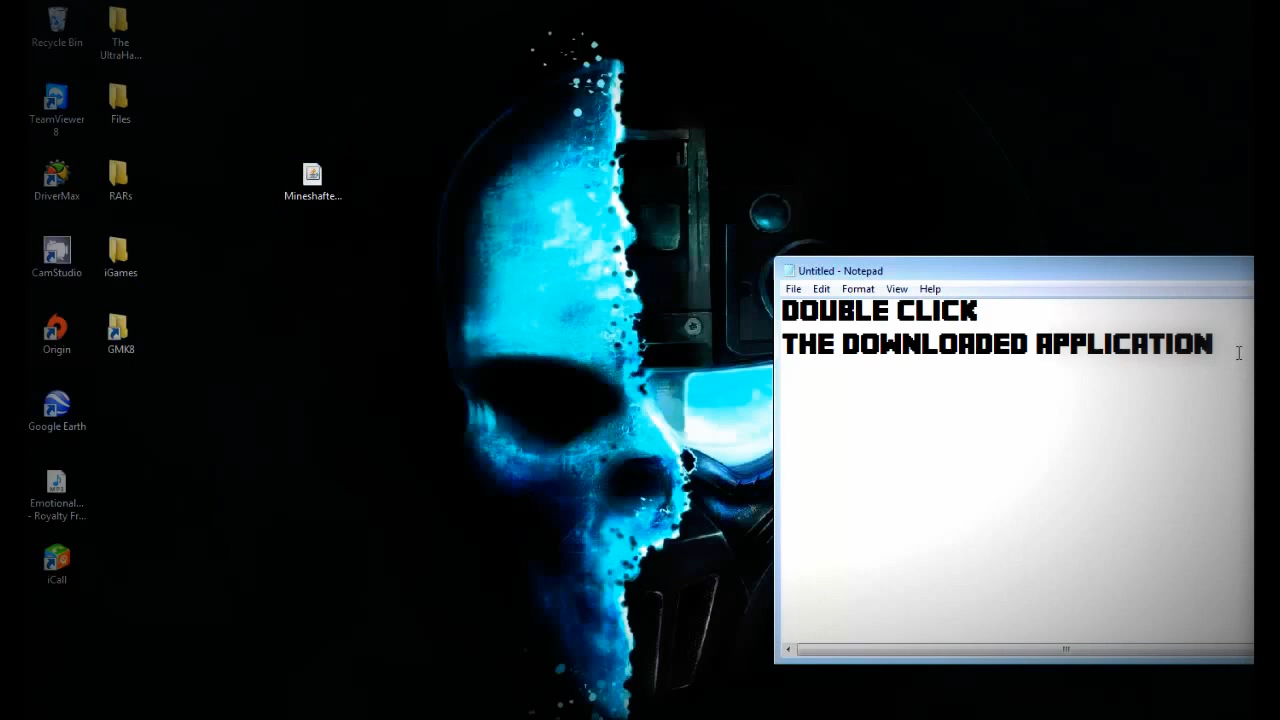 Recycle Bin
The
UltraHa...
TeamViewer
8
Files
DriverMax
RARs
Mineshafte...
CamStudio
iGames
Origin
GMK8
Google Earth
MP3
Emotional...
- Royalty Fr...
iCall
Untitled - Notepad
File Edit Format View Help
DOUBLE CLICK
THE DOWNLOADED APPLICATION